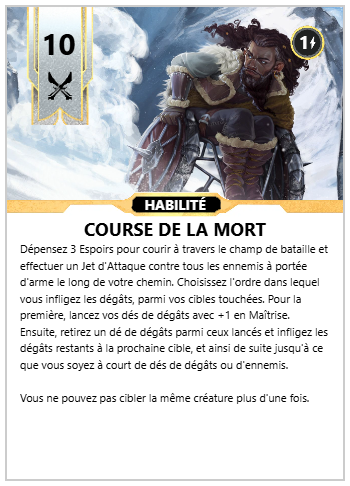 10
1
HABILITÉ
COURSE DE LA MORT
Dépensez 3 Espoirs pour courir à travers le champ de bataille et
effectuer un Jet d'Attaque contre tous les ennemis à portée
d'arme le long de votre chemin. Choisissez l'ordre dans lequel
vous infligez les dégâts, parmi vos cibles touchées. Pour la
première, lancez vos dés de dégâts avec +1 en Maîtrise.
Ensuite, retirez un dé de dégâts parmi ceux lancés et infligez les
dégâts restants à la prochaine cible, et ainsi de suite jusqu'à ce
que vous soyez à court de dés de dégâts ou d'ennemis.
Vous ne pouvez pas cibler la même créature plus d'une fois.